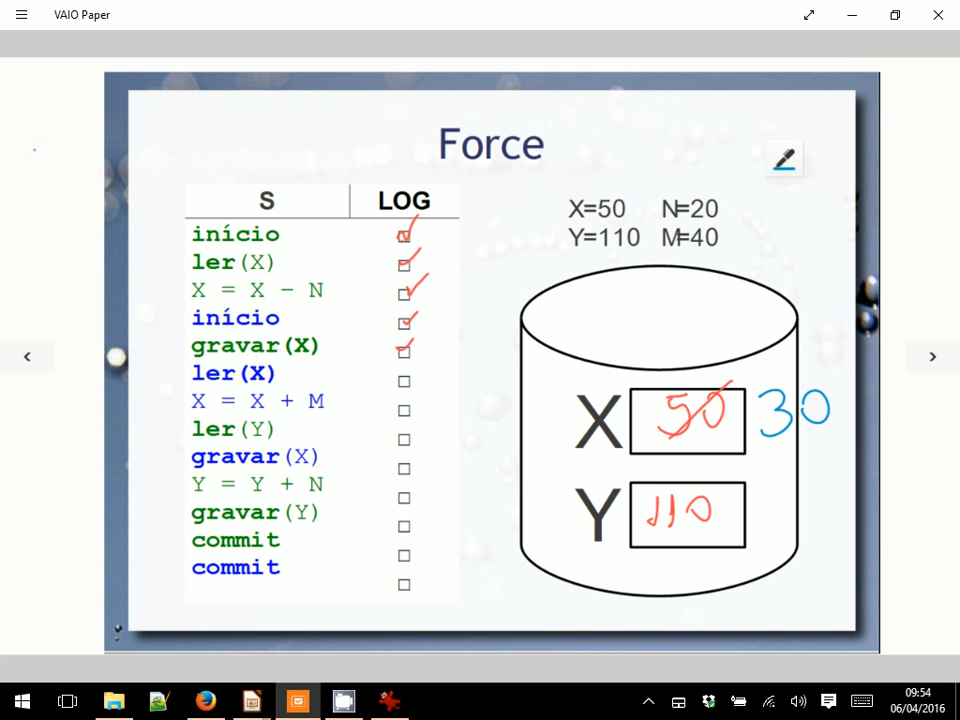 VAIO Paper
Force
S LOG
início
ler(X)
X = X - N
início
gravar(X)
ler(X)
X = X + M
ler(Y)
gravar(X)
Y = Y + N
gravar(Y)
commit
commit
X=50 N=20
Y=110 M=40
X 50 30
Y 110
09:54
06/04/2016